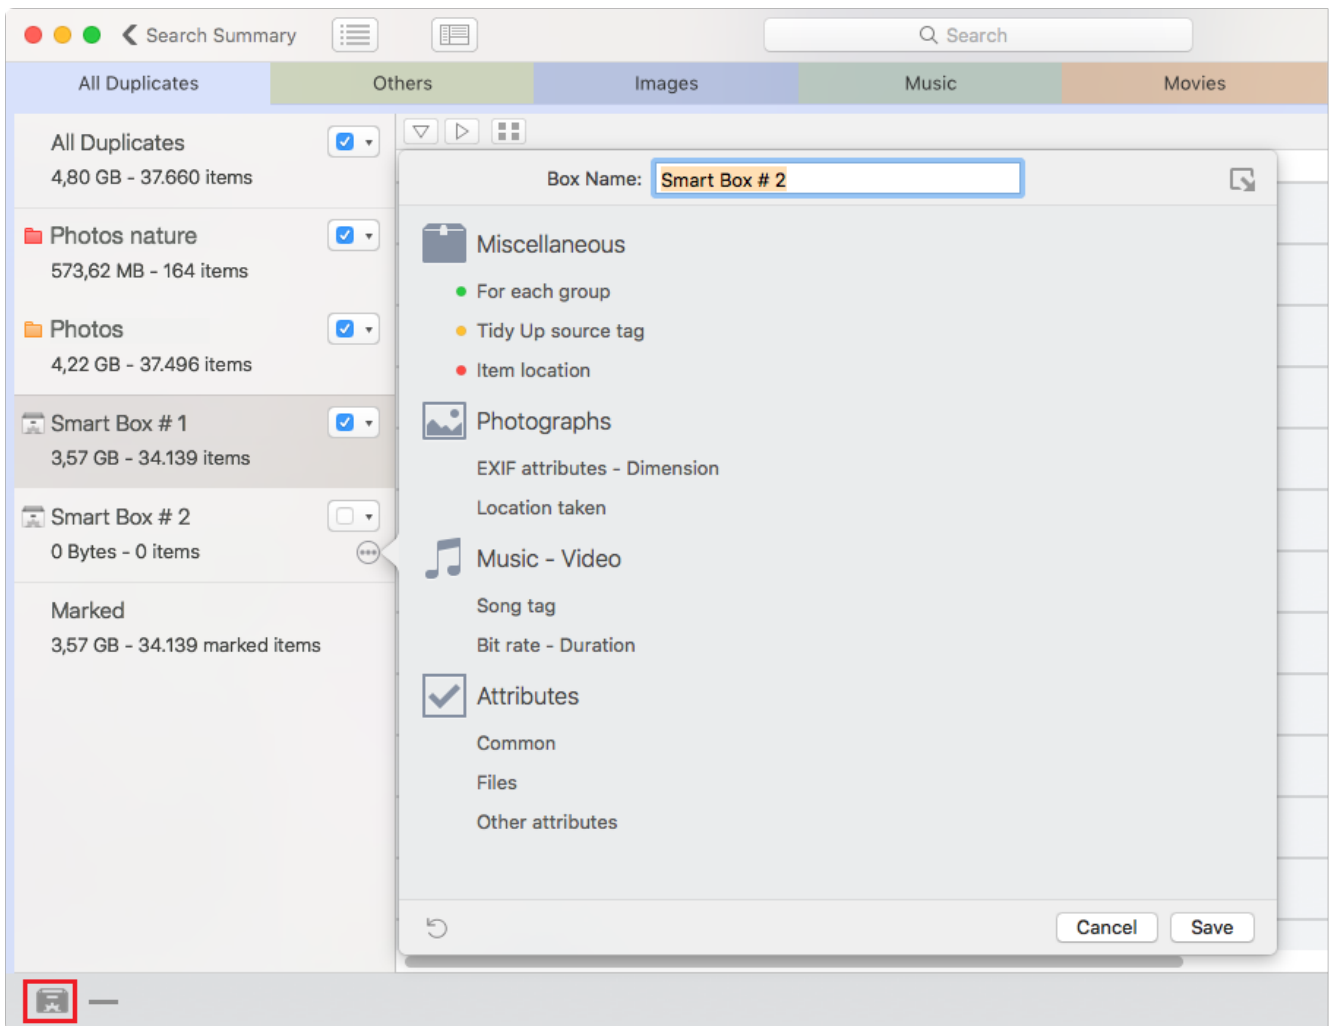 Search Summary
Search
All Duplicates
Others
Images
Music
Movies
All Duplicates
4,80 GB - 37.660 items
Photos nature
573,62 MB - 164 items
Photos
4,22 GB - 37.496 items
Smart Box # 1
3,57 GB - 34.139 items
Smart Box # 2
0 Bytes - 0 items
Marked
3,57 GB - 34.139 marked items
Box Name:
Smart Box # 2
Miscellaneous
For each group
Tidy Up source tag
Item location
Photographs
EXIF attributes - Dimension
Location taken
Music - Video
Song tag
Bit rate - Duration
Attributes
Common
Files
Other attributes
Cancel
Save